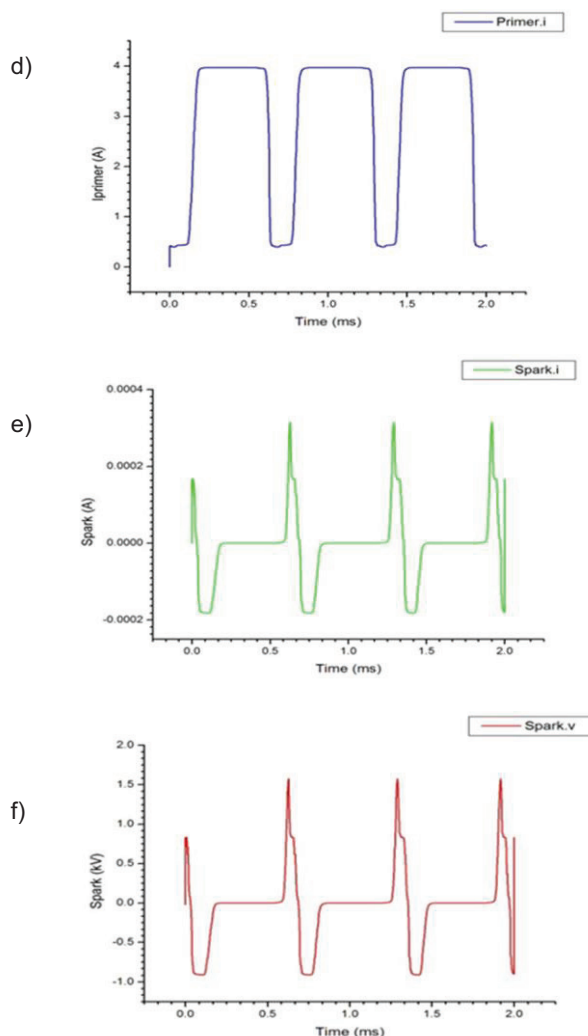 d)
Primer.i
Iprimer (A)
4
3
2
1
0
0.0 0.5 1.0 1.5 2.0
Time (ms)
e)
Spark.i
Spark (A)
0.0004
0.0002
0.0000
-0.0002
0.0 0.5 1.0 1.5 2.0
Time (ms)
f)
Spark.v
Spark (kV)
2.0
1.5
1.0
0.5
0.0
-0.5
-1.0
0.0 0.5 1.0 1.5 2.0
Time (ms)